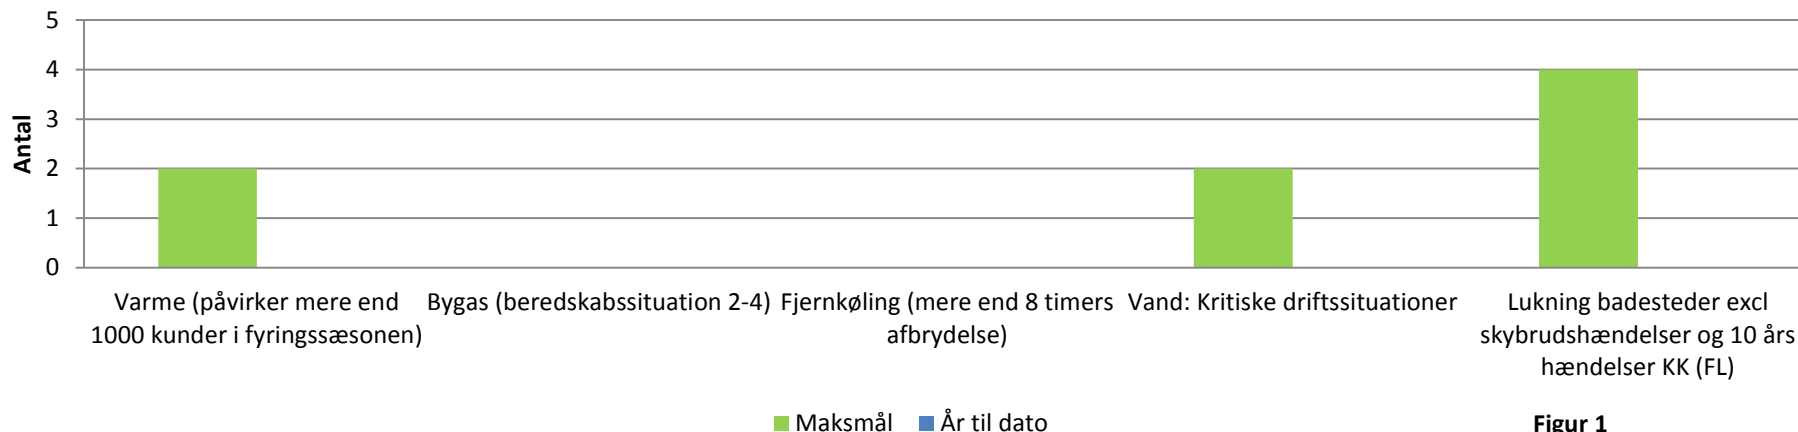 5
4
3
2
1
0
Antal
Varme (påvirker mere end
1000 kunder i fyringssæsonen)
Bygas (beredskabssituation 2-4)
Fjernkøling (mere end 8 timers
afbrydelse)
Vand: Kritiske driftssituationer
Lukning badesteder excl
skybrudshændelser og 10 års
hændelser KK (FL)
Maksmål
År til dato
Figur 1